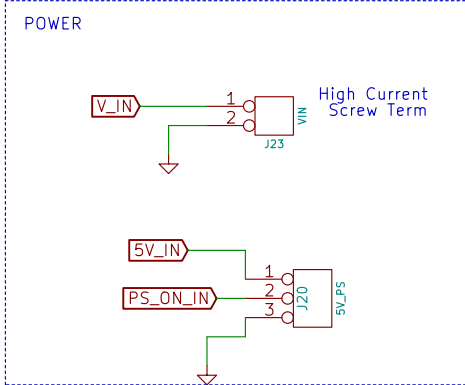 POWER
V_IN
1
2
VIN
J23
High Current
Screw Term
5V_IN
PS_ON_IN
1
2
3
J20
5V_PS